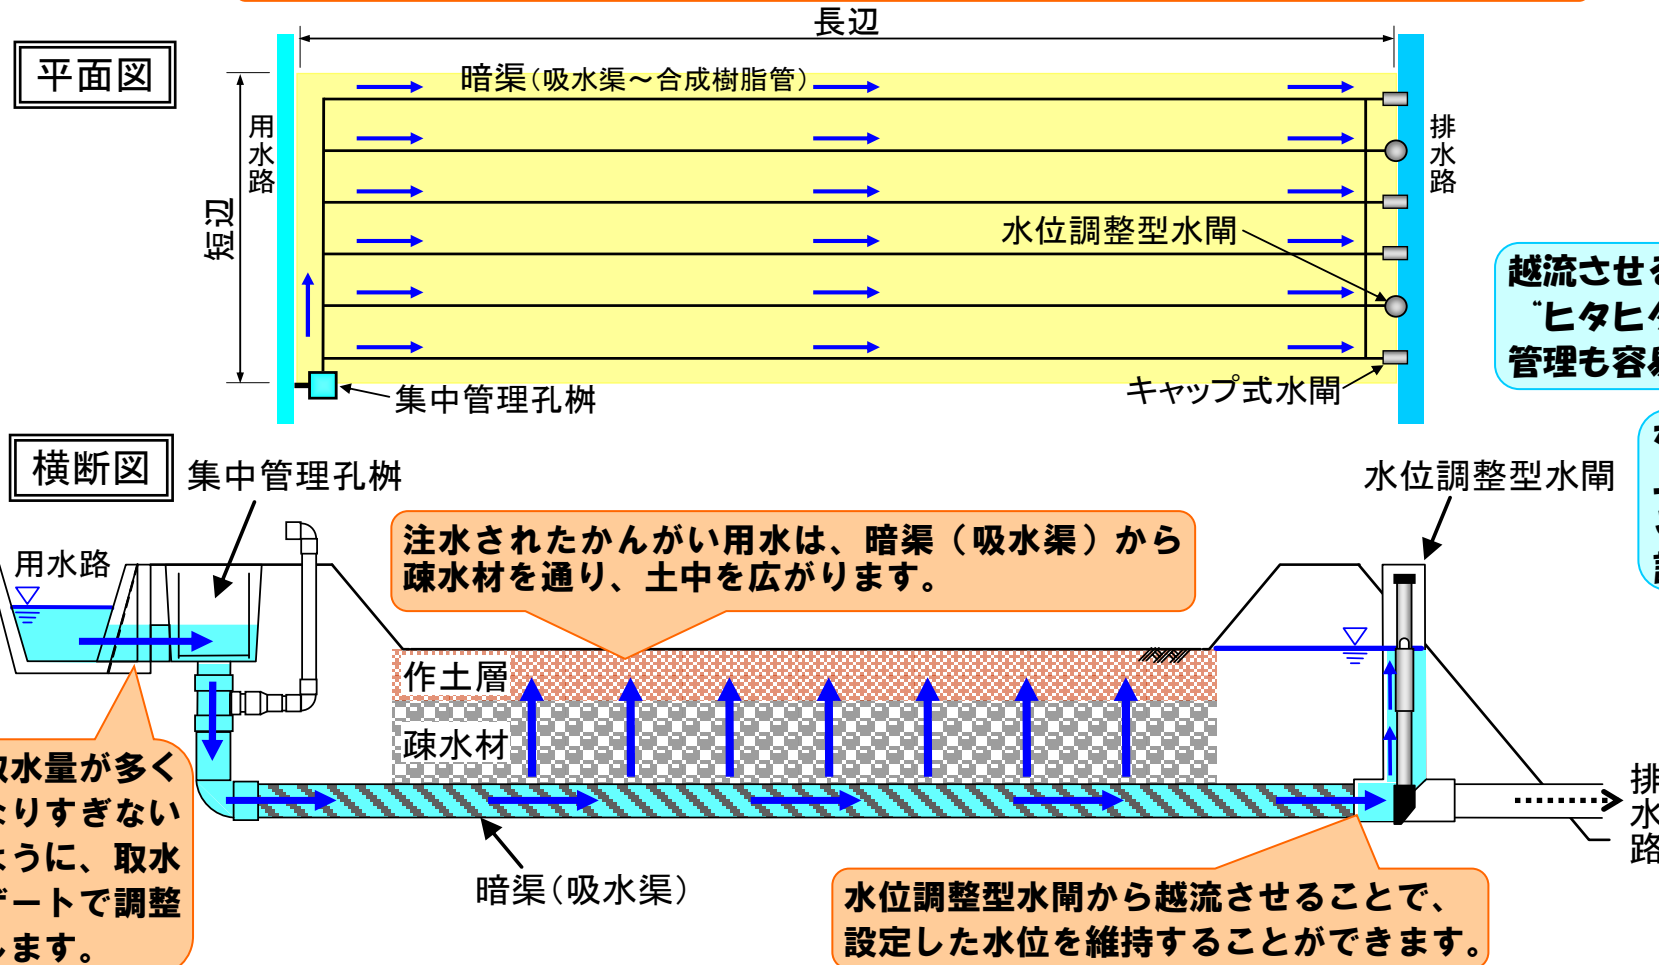 長辺
平面図
暗渠(吸水渠～合成樹脂管)
用水路
排水路
短辺
水位調整型水閘
越流させる
“ヒタヒタ
管理も容易
集中管理孔桝
キャップ式水閘
横断図
集中管理孔桝
水位調整型水閘
用水路
注水されたかんがい用水は、暗渠（吸水渠）から
疎水材を通り、土中を広がります。
作土層
疎水材
取水量が多く
なりすぎない
ように、取水
ゲートで調整
します。
排水路
暗渠(吸水渠)
水位調整型水閘から越流させることで、
設定した水位を維持することができます。